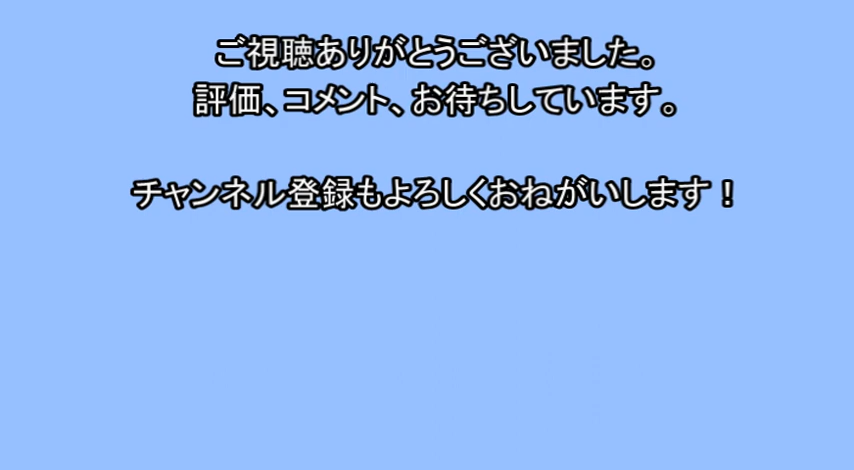 ご視聴ありがとうございました。
評価、コメント、お待ちしています。
チャンネル登録もよろしくおねがいします！